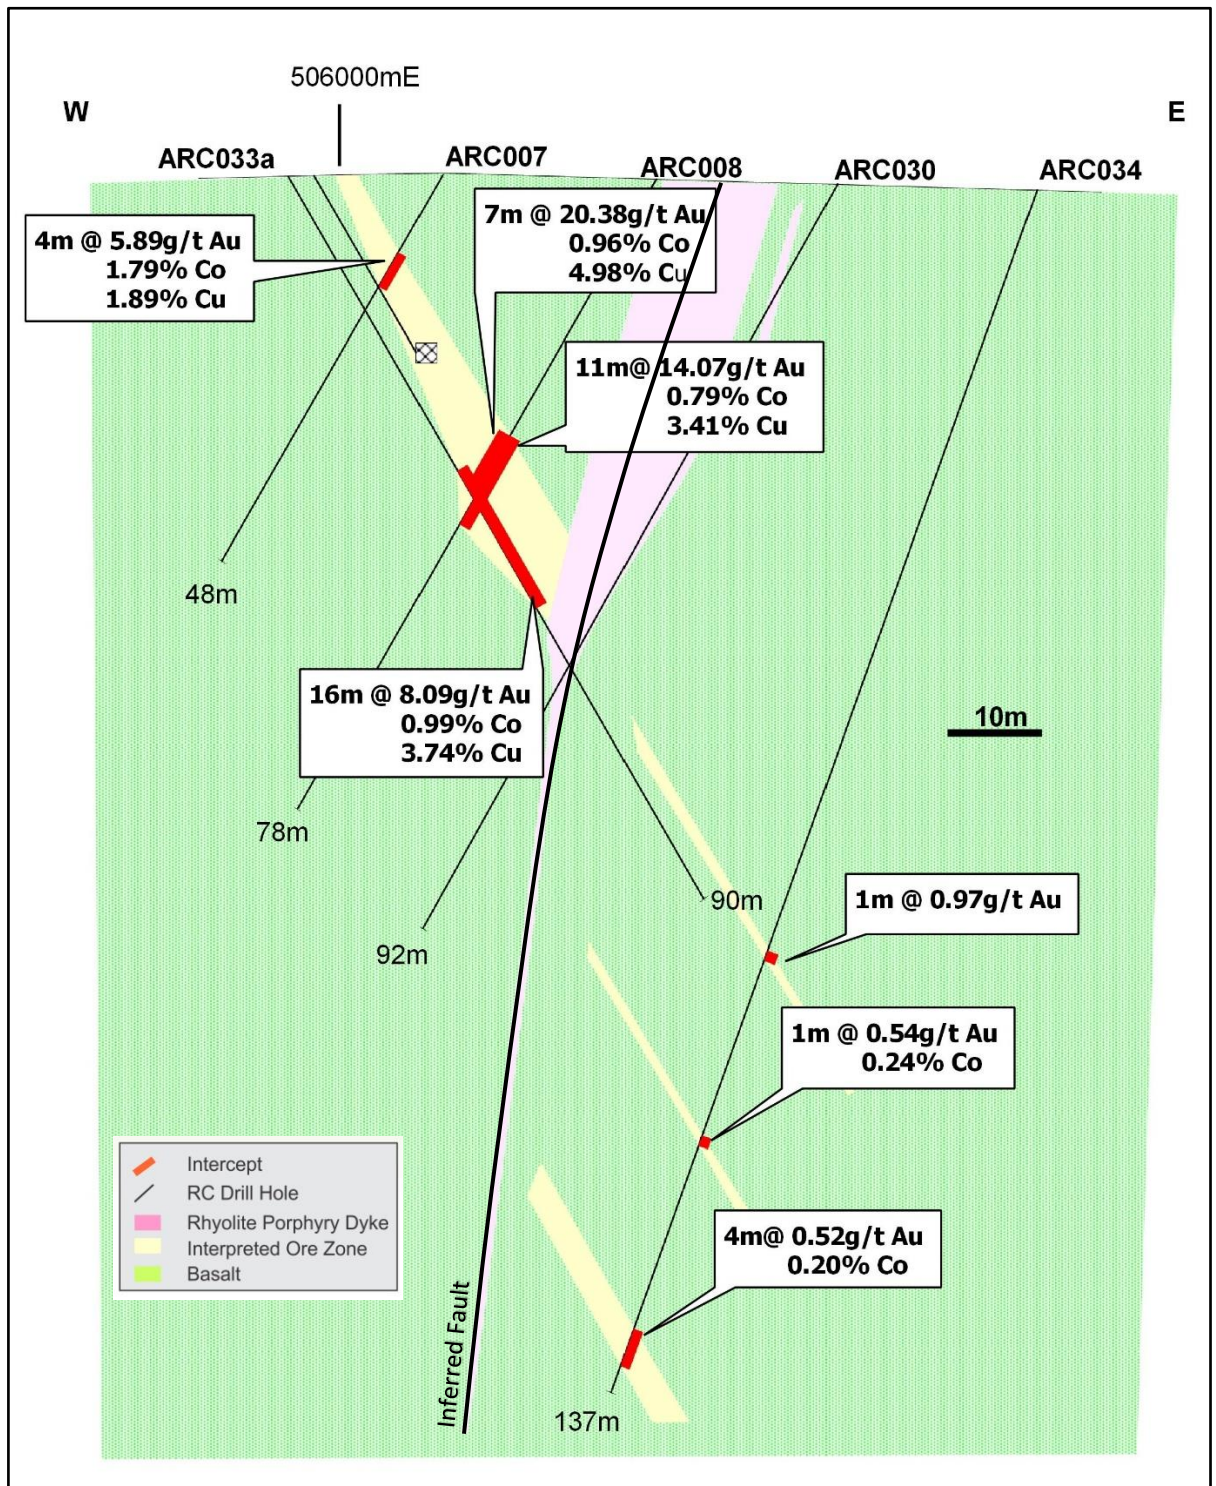 506000mE
W
E
ARC033a
ARC007
ARC008
ARC030
ARC034
4m @ 5.89g/t Au
1.79% Co
1.89% Cu
7m @ 20.38g/t Au
0.96% Co
4.98% Cu
11m@ 14.07g/t Au
0.79% Co
3.41% Cu
48m
16m @ 8.09g/t Au
0.99% Co
3.74% Cu
10m
78m
90m
92m
1m @ 0.97g/t Au
1m @ 0.54g/t Au
0.24% Co
4m@ 0.52g/t Au
0.20% Co
Intercept
RC Drill Hole
Rhyolite Porphyry Dyke
Interpreted Ore Zone
Basalt
Inferred Fault
137m